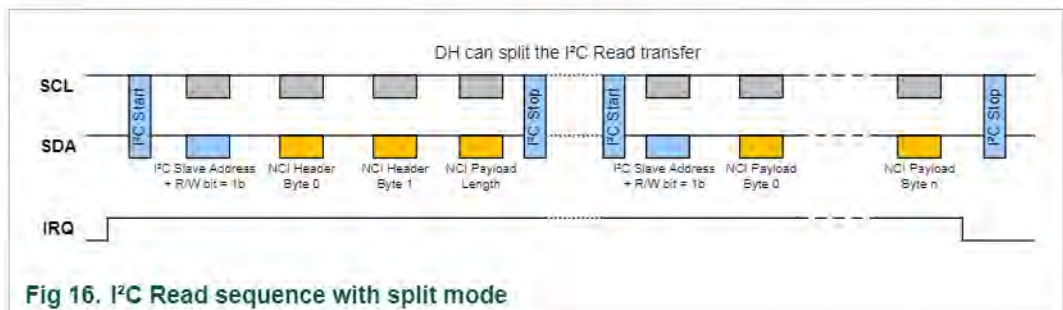 DH can split the I²C Read transfer
SCL
I²C Start
I²C Stop
I²C Start
I²C Stop
SDA
I²C Slave Address
+ R/W bit = 1b
NCI Header
Byte 0
NCI Header
Byte 1
NCI Payload
Length
I²C Slave Address
+ R/W bit = 1b
NCI Payload
Byte 0
NCI Payload
Byte n
IRQ
Fig 16. I²C Read sequence with split mode